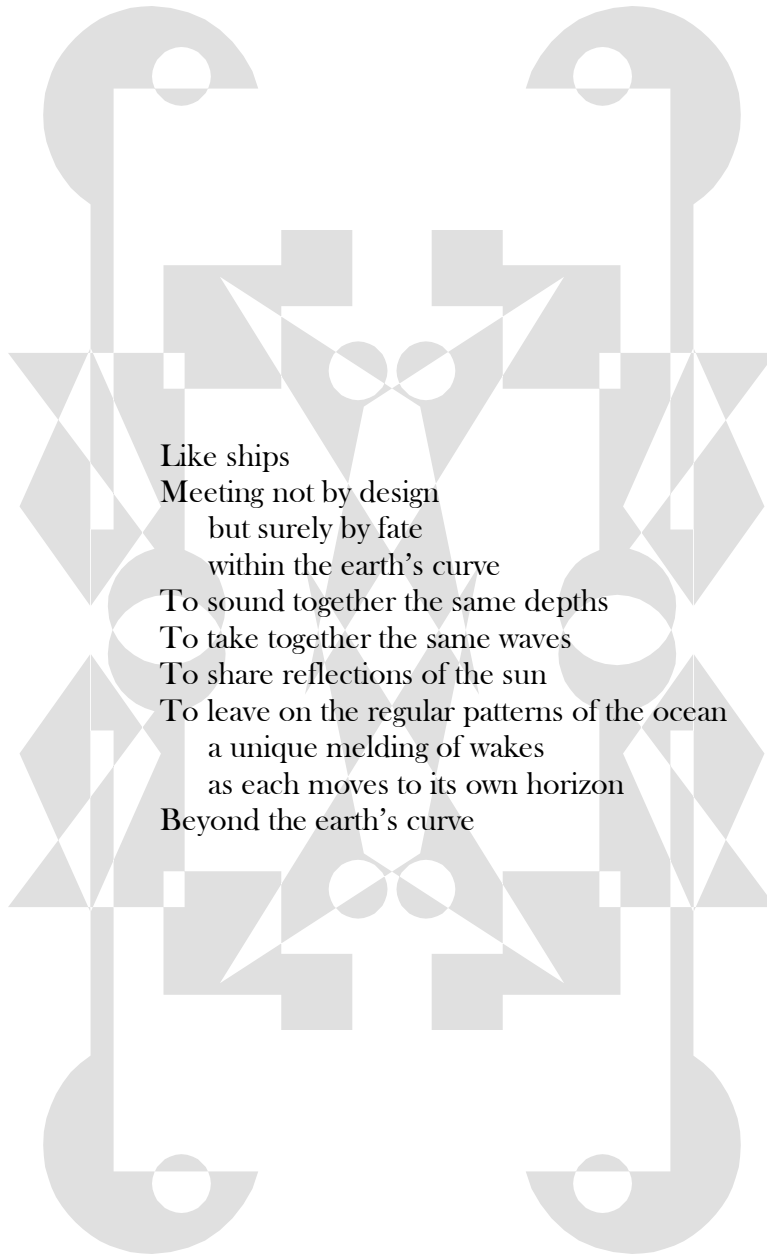 Like ships
Meeting not by design
but surely by fate
within the earth’s curve
To sound together the same depths
To take together the same waves
To share reflections of the sun
To leave on the regular patterns of the ocean
a unique melding of wakes
as each moves to its own horizon
Beyond the earth’s curve